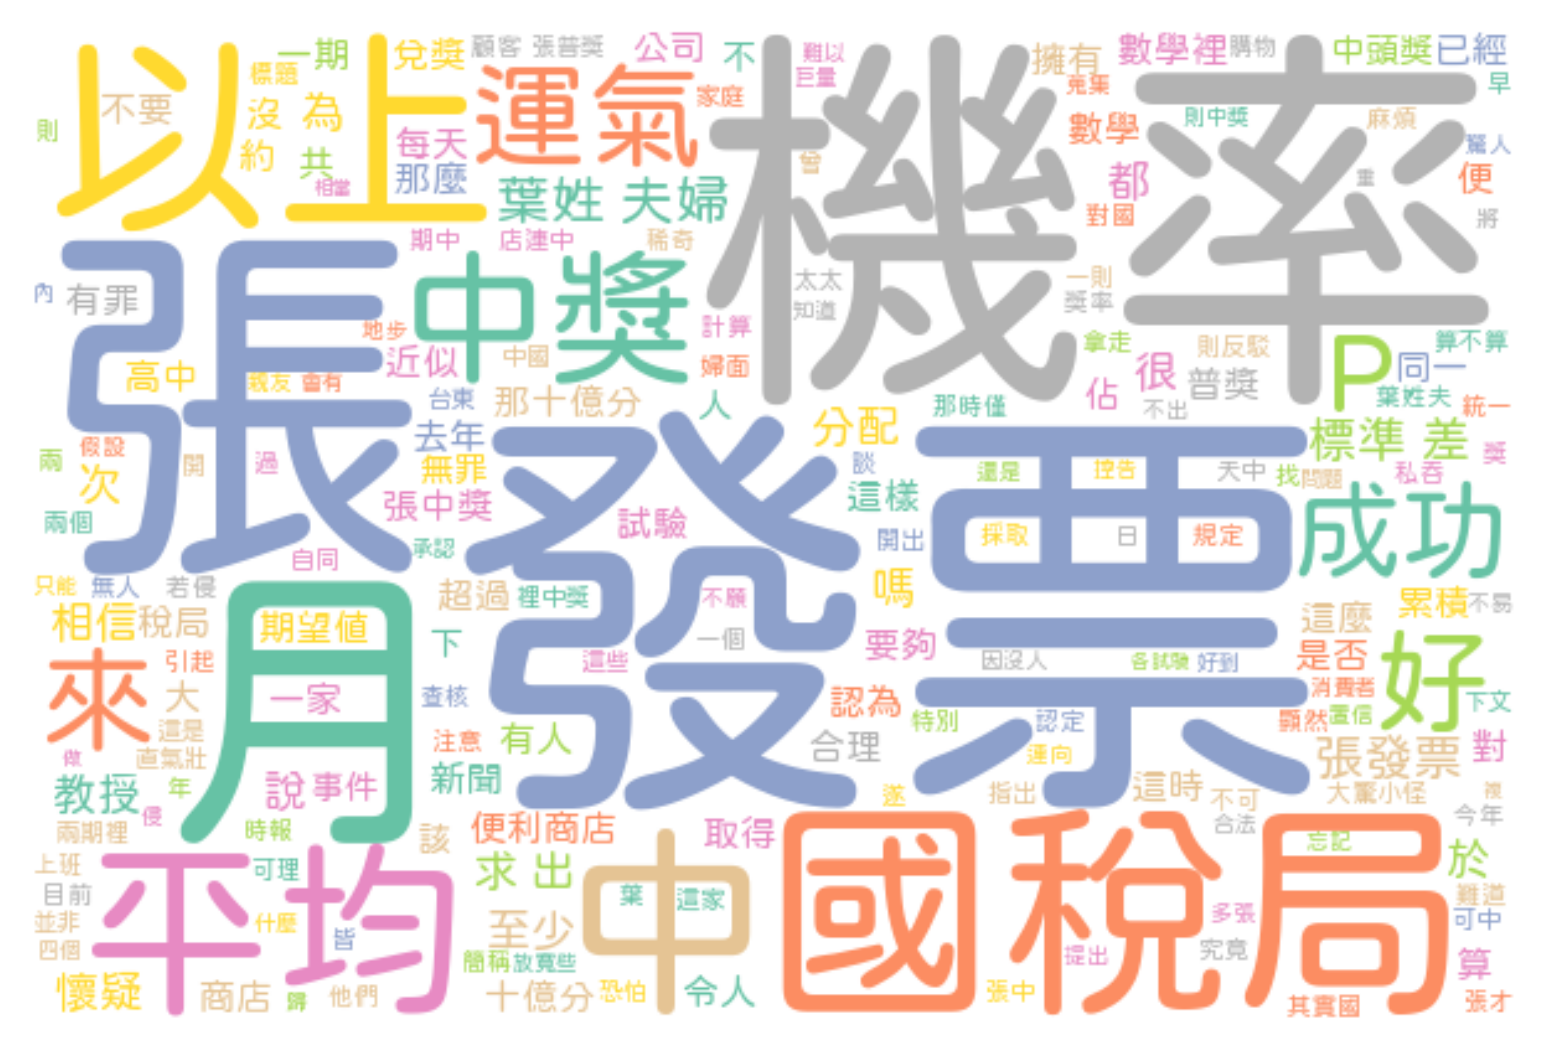 以上
一期
兌獎
顧客
張普獎
公司
不
難以
巨量
擁有
數學裡
購物
中頭獎
已經
不要
標題
沒
為
運氣
家庭
機率
蒐集
早
則
約
共
每天
那麼
曾
數學
則中獎
麻煩
驚人
相當
葉姓
夫婦
都
重
便
對國
將
期中
店連中
稀奇
張
中獎
太太
知道
一則
獎率
內
有罪
地步
計算
拿走
則反駁
P
算不算
高中
親友
會有
近似
中國
婦面
很
佔
普獎
同一
葉姓夫
台東
那十億分
人
分配
那時僅
不出
統一
去年
發票
標準
差
獎
兩
假設
次
開
過
無罪
談
還是
控告
天中
找
問題
私吞
張中獎
試驗
這樣
成功
兩個
自同
承認
開出
採取
日
規定
只能
無人
若侵
月
超過
裡中獎
不願
嗎
這麼
累積
不易
相信
稅局
期望值
下
一個
要夠
因沒人
各試驗
好到
是否
好
來
引起
大
一家
查核
這些
認為
特別
認定
消費者
置信
顯然
下文
這是
直氣壯
做
注意
有人
合理
連向
張發票
對
教授
年
侵
說
事件
新聞
遂
指出
這時
不可
合法
大驚小怪
複
今年
兩期裡
時報
該
便利商店
取得
國稅局
忘記
於
上班
目前
並非
四個
平均
可理
什麼
皆
求
出
至少
中
葉
這家
多張
究竟
難道
可中
懷疑
商店
歸
他們
簡稱
放寬些
十億分
恐怕
令人
提出
張中
其實國
算
張才